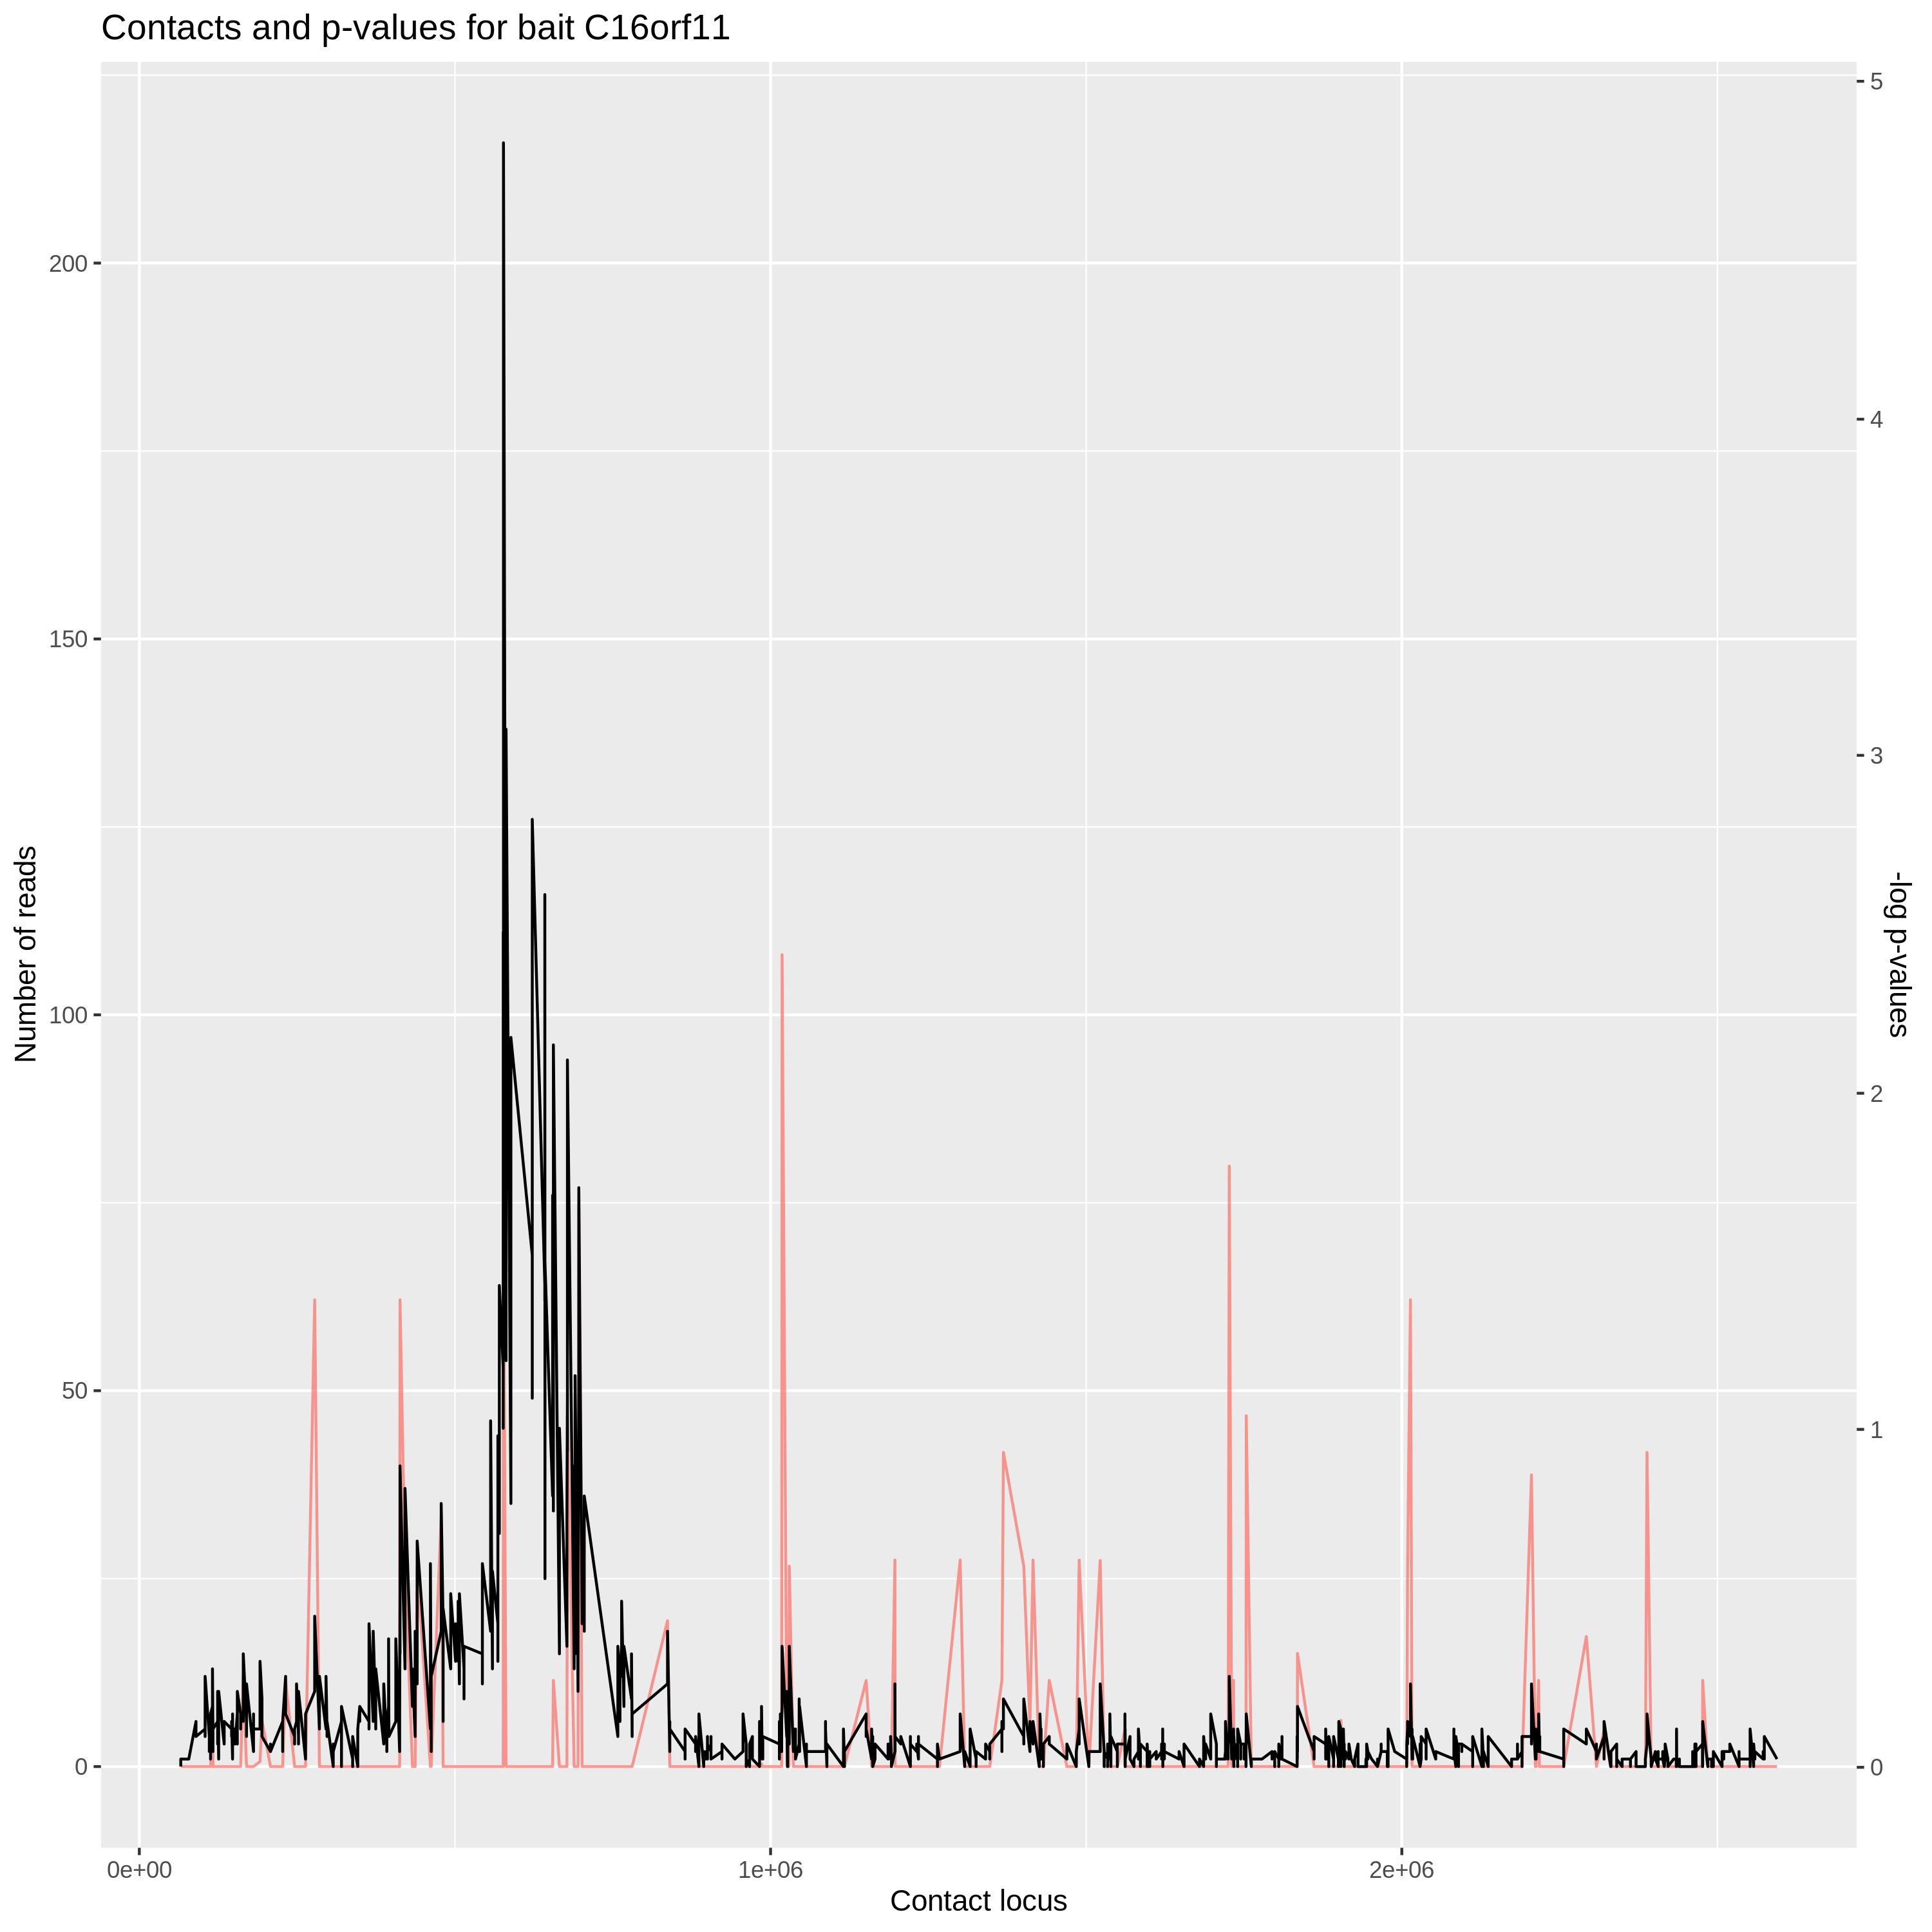 Contacts and p-values for bait C16orf11
5
200
4
150
3
Number of reads
-log p-values
100
2
50
1
0
0
0e+00
1e+06
2e+06
Contact locus